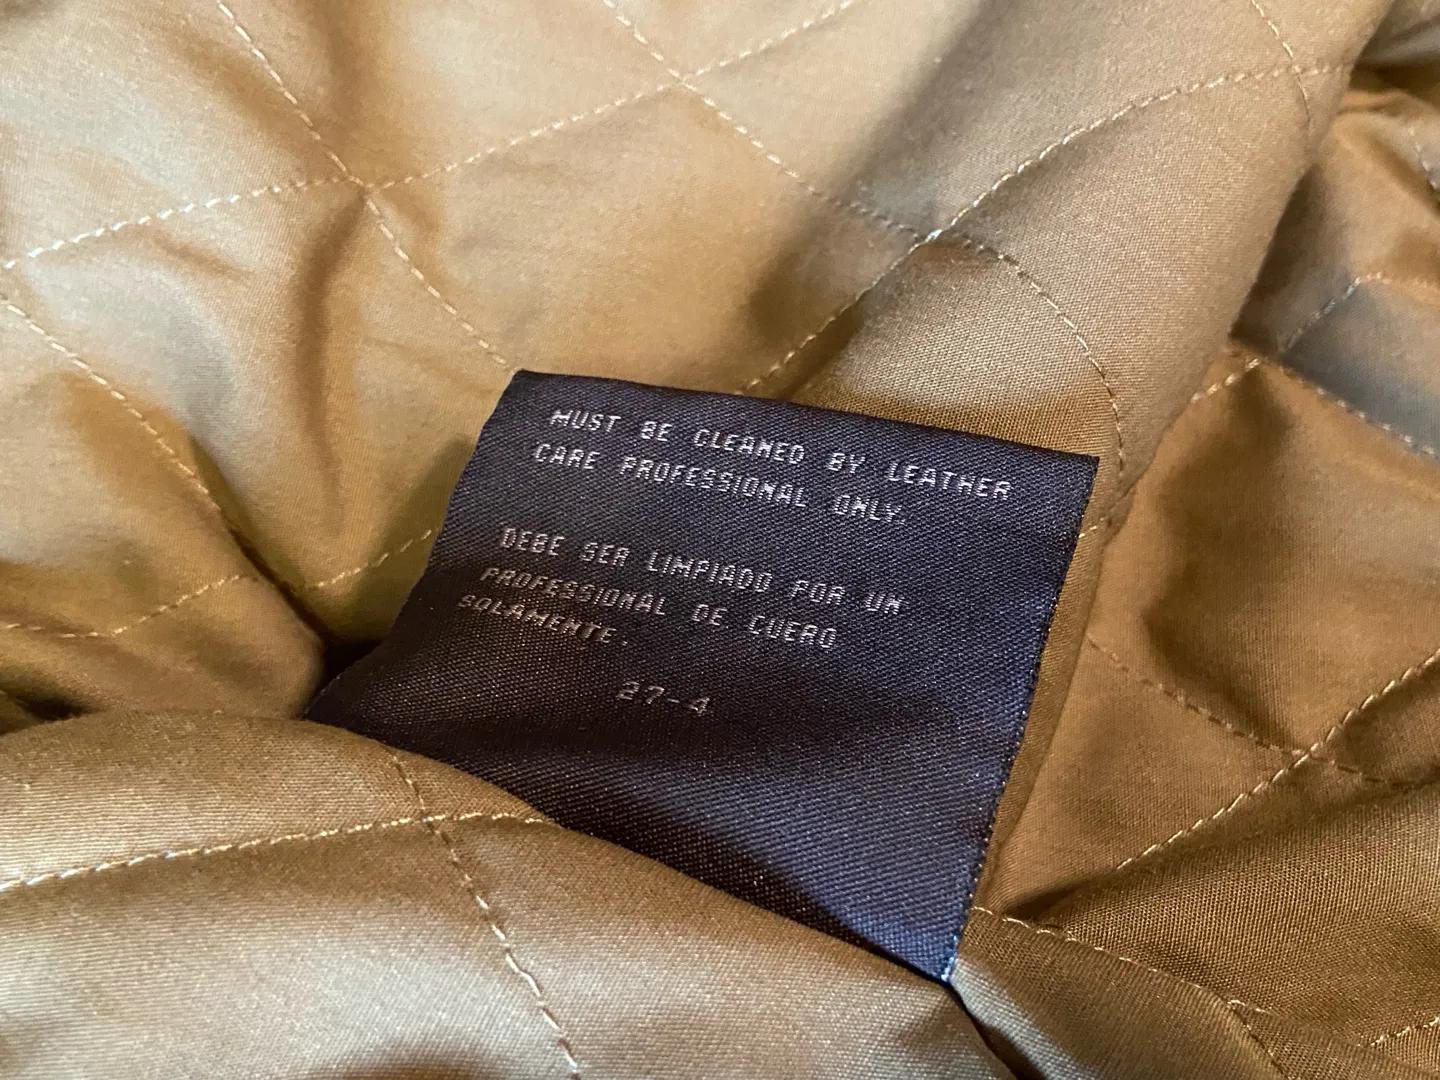 MUST BE CLEANED BY LEATHER
CARE PROFESSIONAL ONLY.
DEBE SER LIMPIADO POR UN
PROFESSIONAL DE CUERO
SOLAMENTE.
27-4